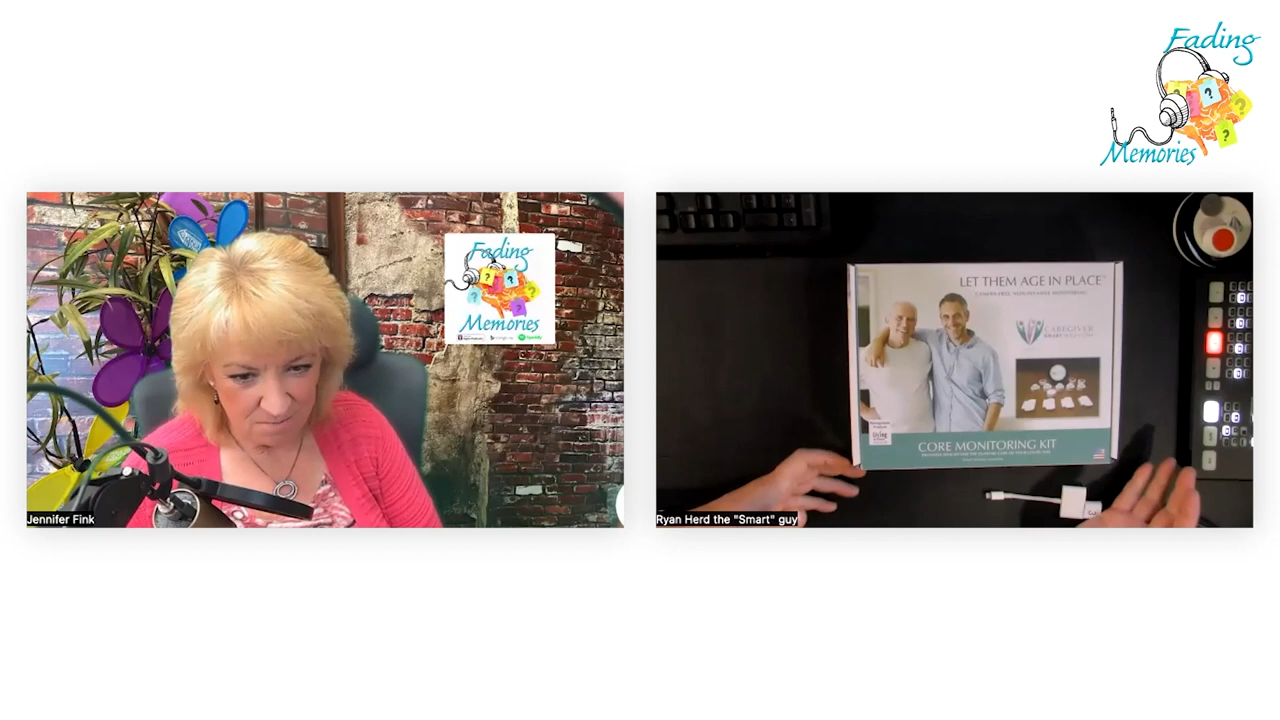 Fading
? ? ? ?
Memories
Fading
? ? ? ? ?
Memories
Spotify
Jennifer Fink
LET THEM AGE IN PLACE
CAREGIVER
CORE MONITORING KIT
Ryan Herd the "Smart" guy